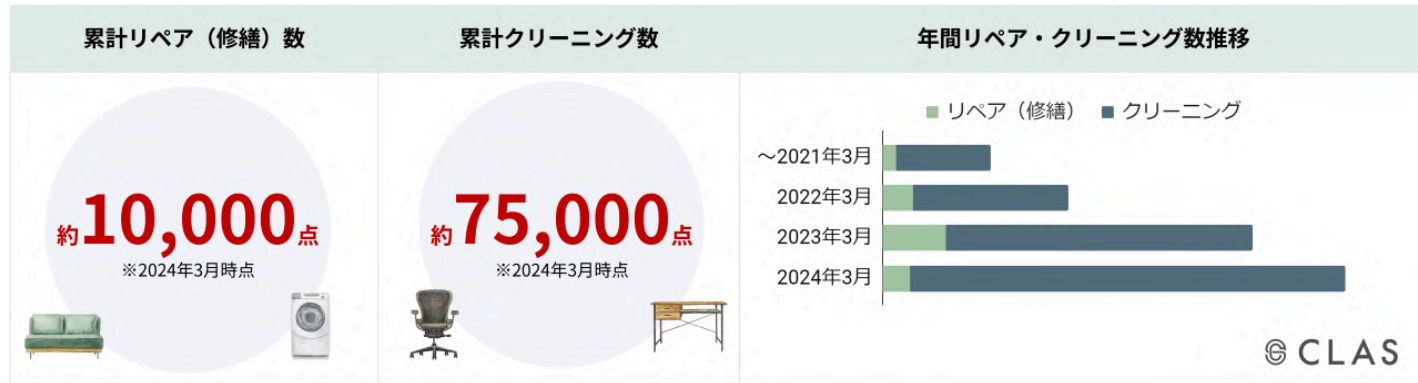 累計リペア（修繕）数
約10,000点
※2024年3月時点
累計クリーニング数
約75,000点
※2024年3月時点
年間リペア・クリーニング数推移
リペア（修繕） クリーニング
～2021年3月
2022年3月
2023年3月
2024年3月
CLAS